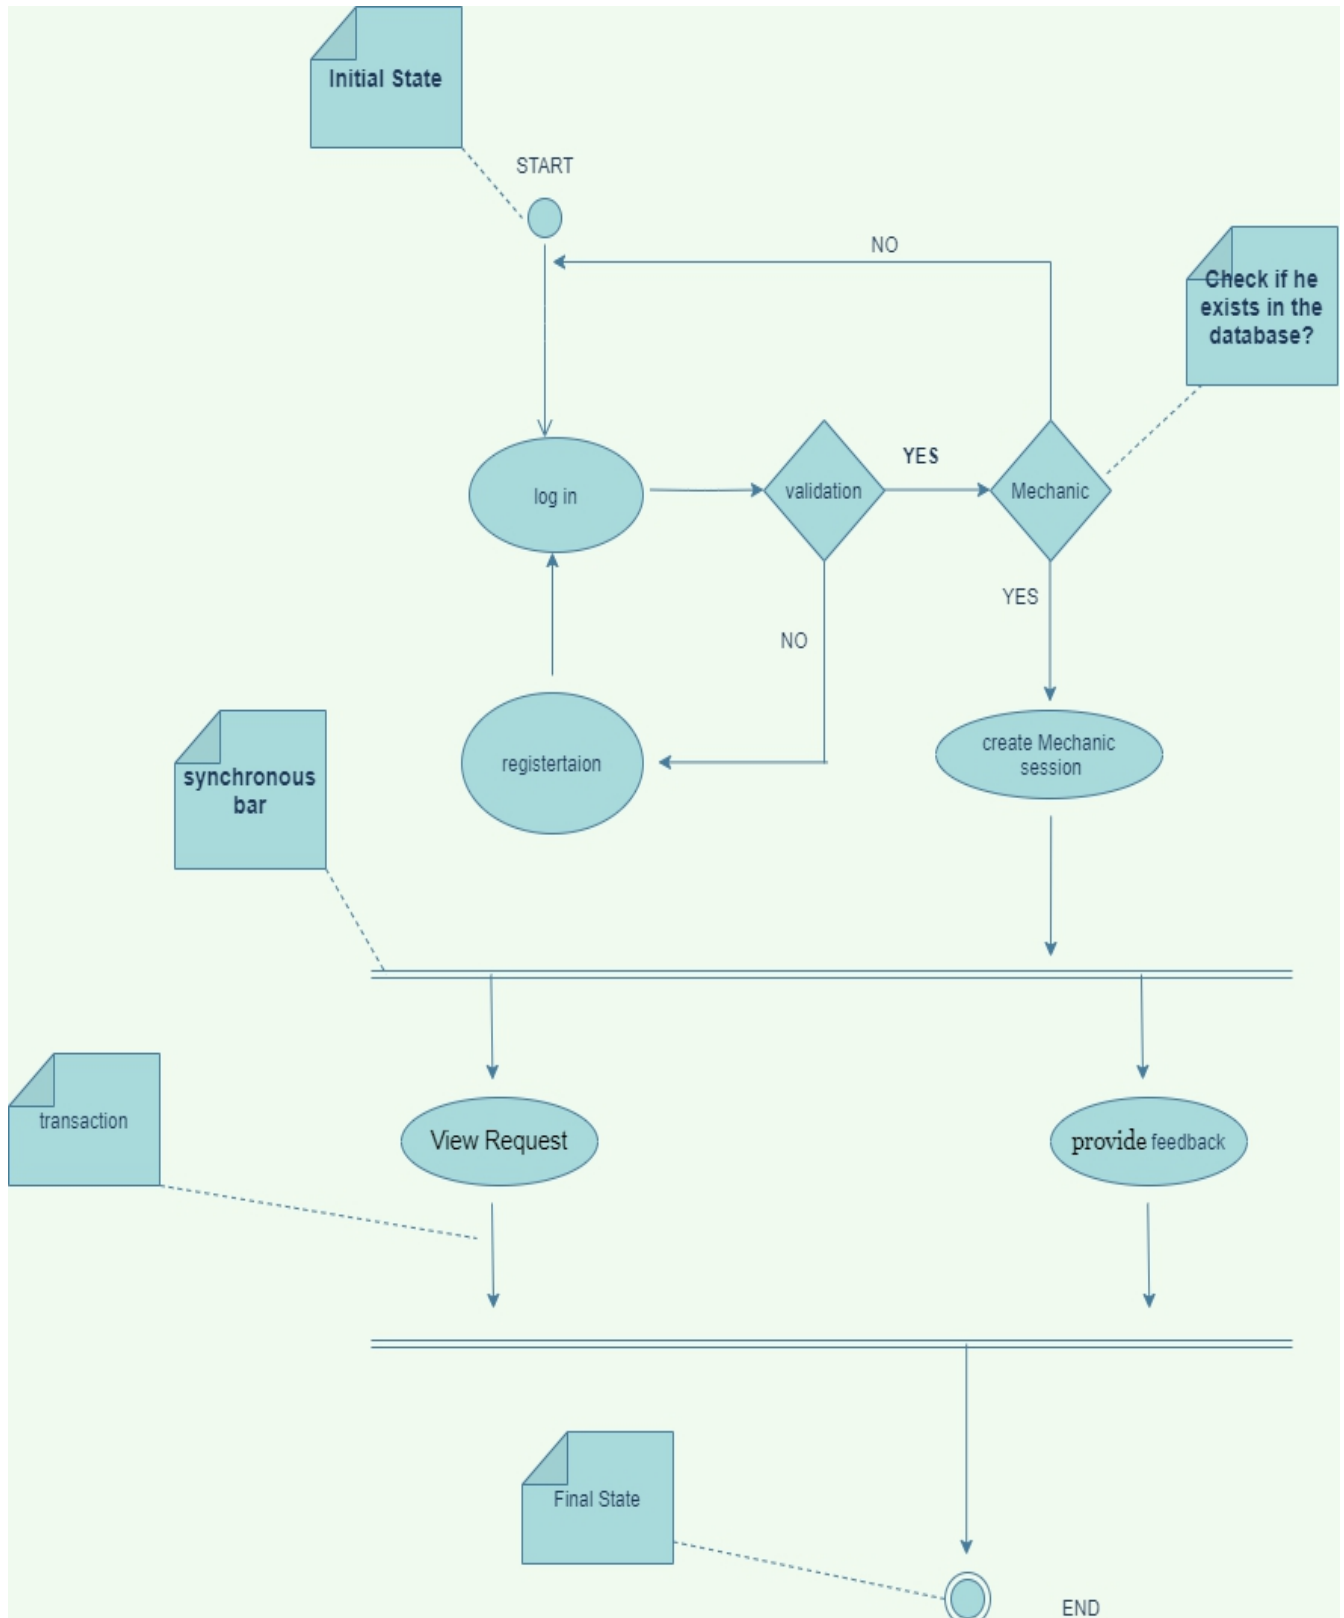 Initial State
START
NO
Check if he
exists in the
database?
YES
log in
validation
Mechanic
YES
NO
registertaion
create Mechanic
session
synchronous
bar
transaction
View Request
provide feedback
Final State
END